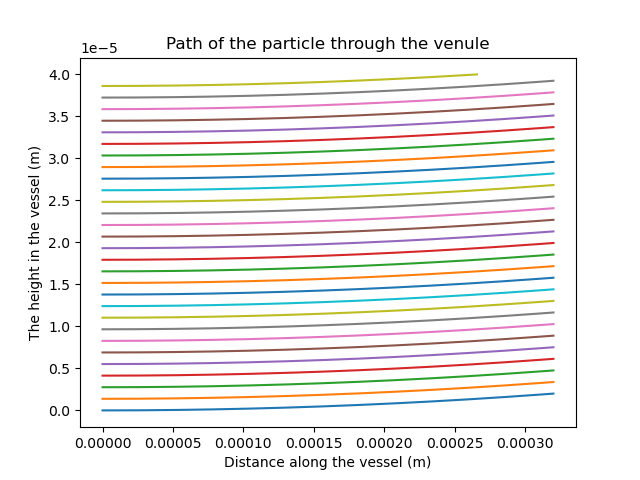 Path of the particle through the venule
1e−5
4.0
3.5
3.0
2.5
2.0
1.5
1.0
0.5
0.0
The height in the vessel (m)
0.00000 0.00005 0.00010 0.00015 0.00020 0.00025 0.00030
Distance along the vessel (m)